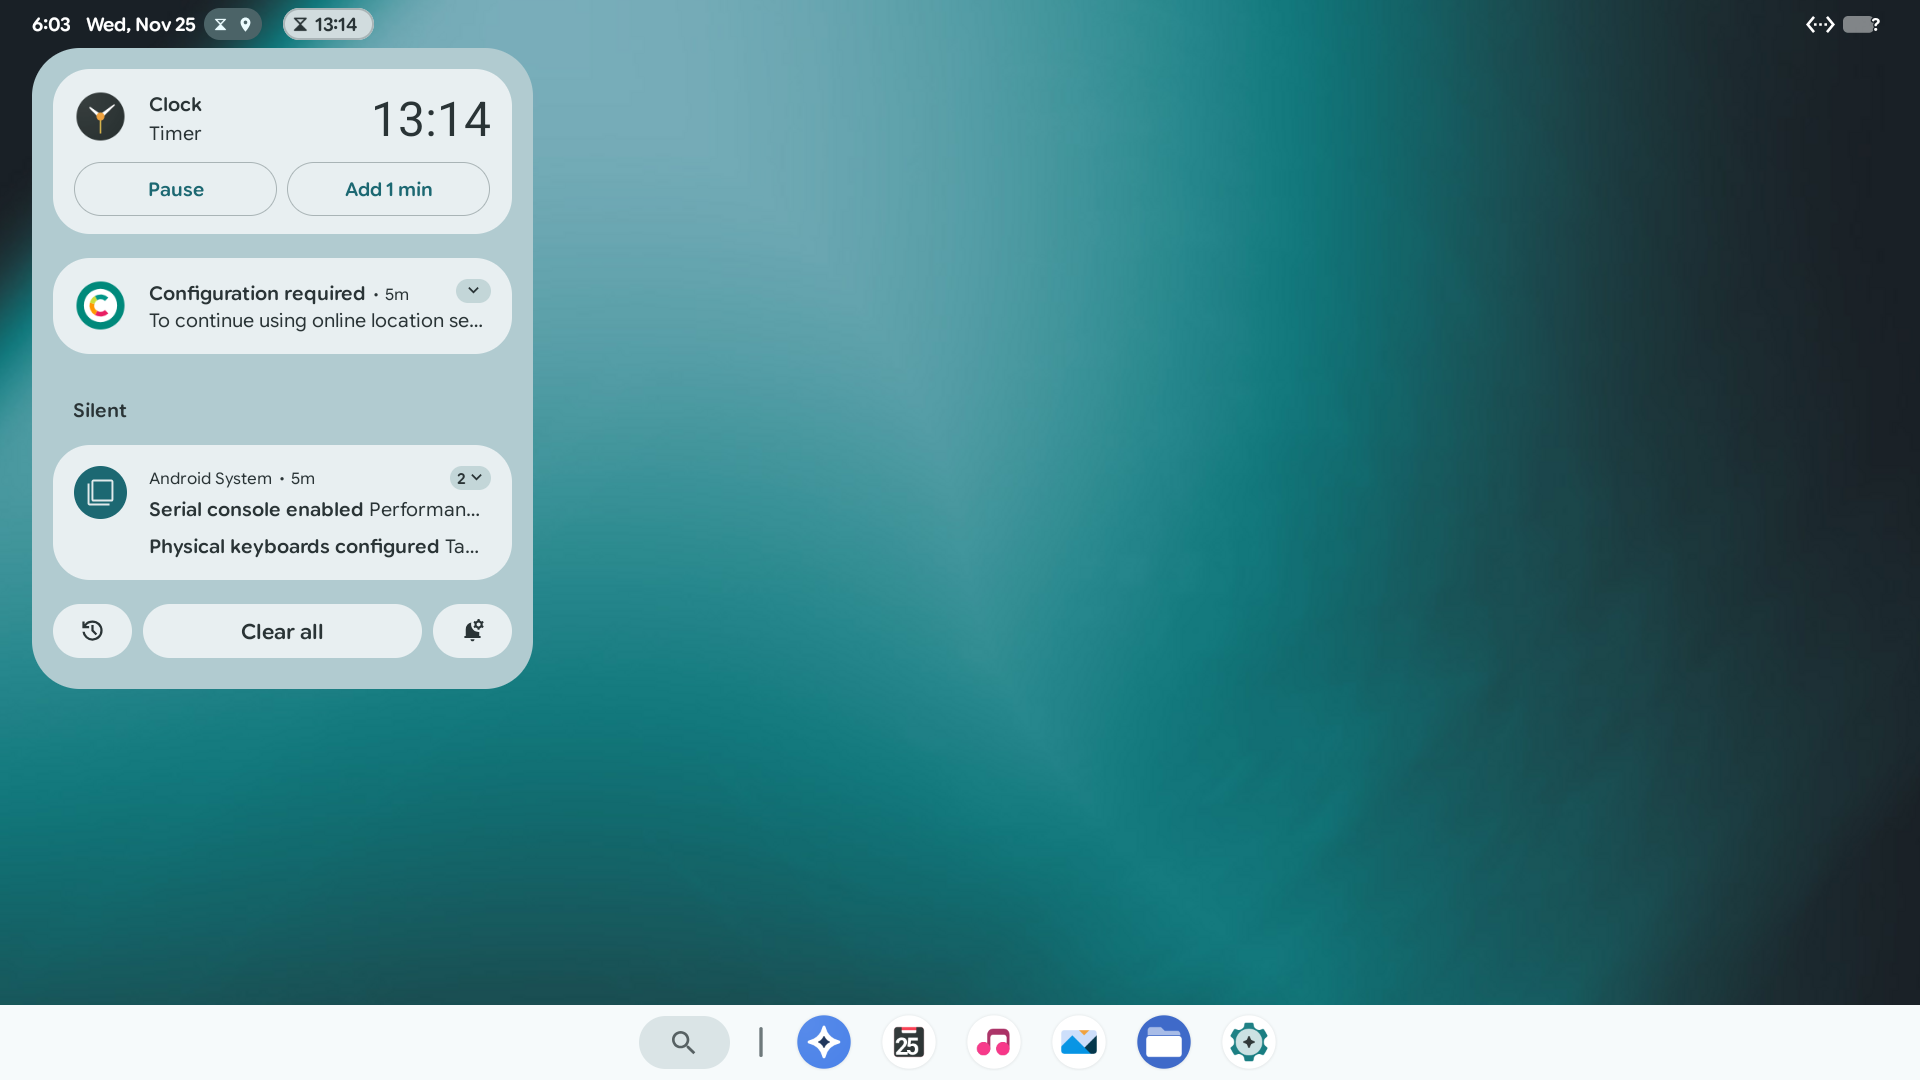 6:03 Wed, Nov 25 13:14
Clock
Timer
13:14
Pause
Add 1 min
Configuration required • 5m
To continue using online location se...
Silent
Android System • 5m
2
Serial console enabled Performan...
Physical keyboards configured Ta...
Clear all
?
25